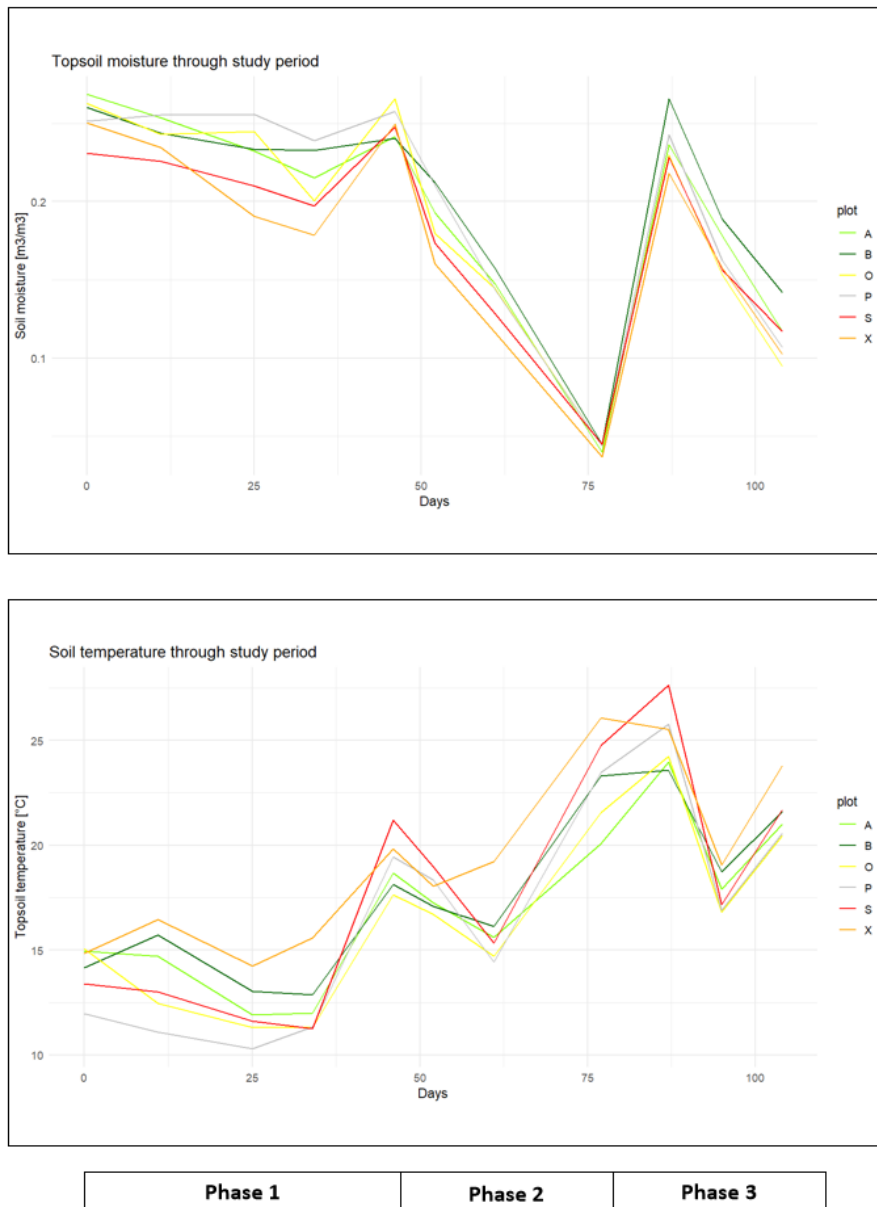 Topsoil moisture through study period
Soil moisture [m3/m3]
0.2
0.1
0
25
50
75
100
Days
plot
A
B
O
P
S
X
Soil temperature through study period
Topsoil temperature [°C]
25
20
15
10
0
25
50
75
100
Days
plot
A
B
O
P
S
X
Phase 1
Phase 2
Phase 3